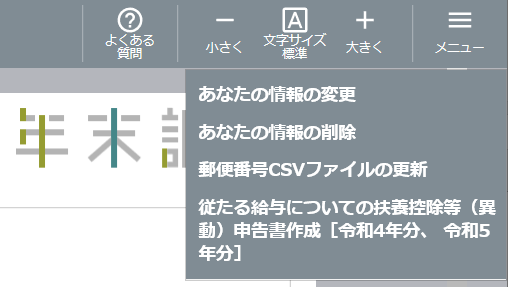 よくある
質問
小さく
文字サイズ
標準
大きく
メニュー
あなたの情報の変更
あなたの情報の削除
郵便番号CSVファイルの更新
従たる給与についての扶養控除等（異
動）申告書作成［令和4年分、 令和5
年分］
年末調